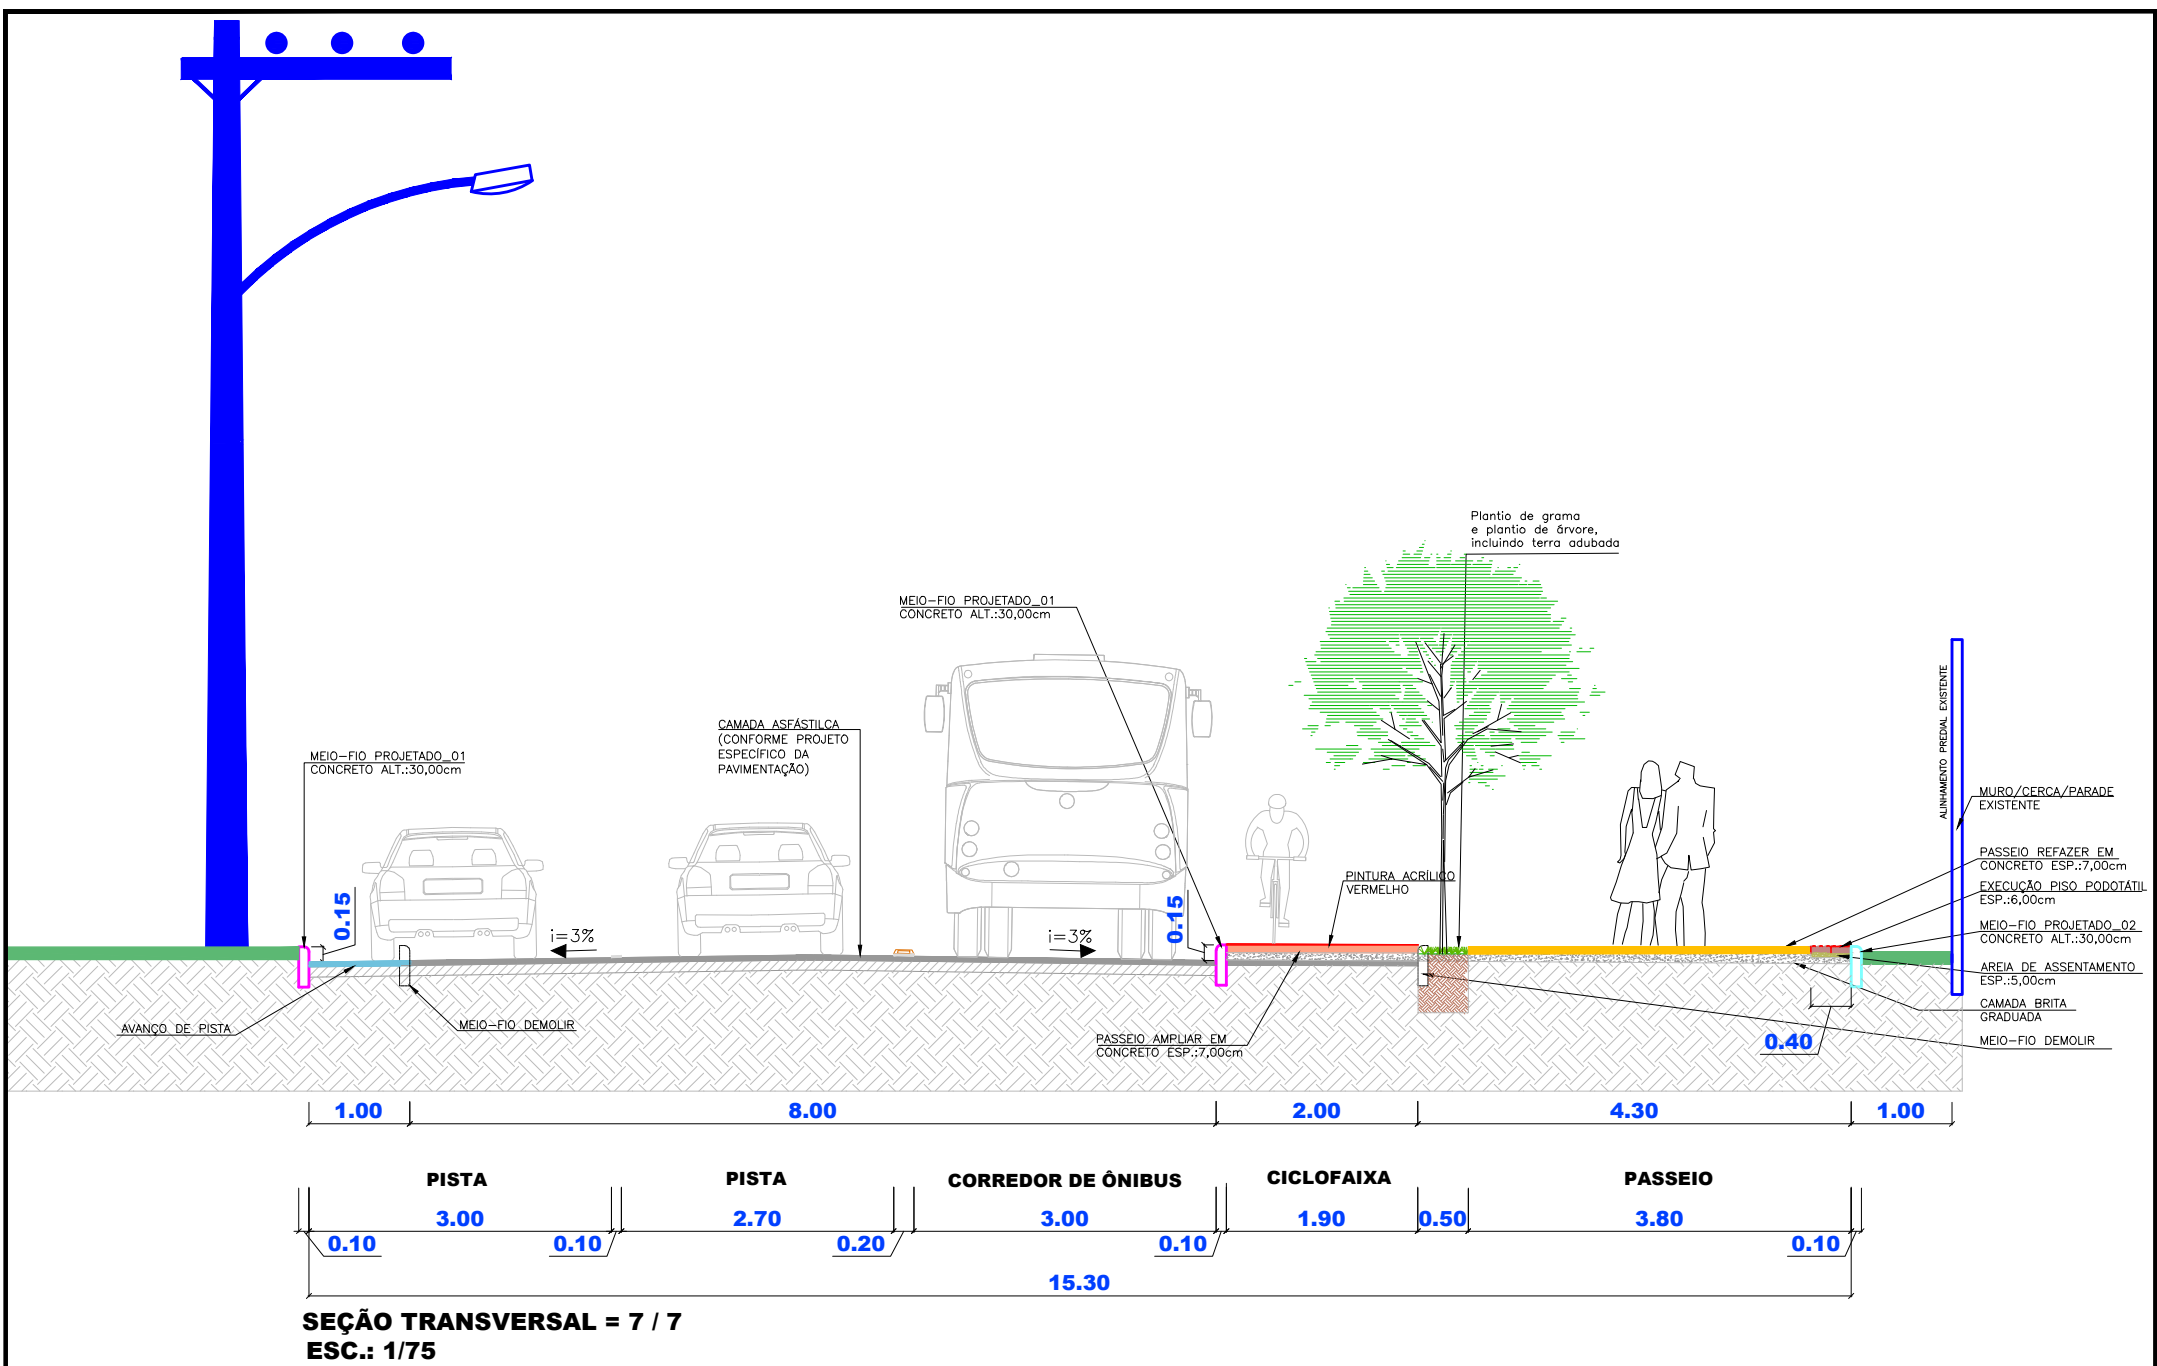 Plantio de grama
e plantio de árvore,
incluindo terra adubada
MEIO-FIO PROJETADO_01
CONCRETO ALT.:30,00cm
ALINHAMENTO PREDIAL EXISTENTE
CAMADA ASFÁSTILCA
(CONFORME PROJETO
ESPECÍFICO DA
PAVIMENTAÇÃO)
MEIO-FIO PROJETADO_01
CONCRETO ALT.:30,00cm
MURO/CERCA/PARADE
EXISTENTE
PASSEIO REFAZER EM
CONCRETO ESP.:7,00cm
PINTURA ACRÍLICO
VERMELHO
EXECUÇÃO PISO PODOTÁTIL
ESP.:6,00cm
0.15
0.15
MEIO-FIO PROJETADO_02
CONCRETO ALT.:30,00cm
i=3%
i=3%
AREIA DE ASSENTAMENTO
ESP.:5,00cm
CAMADA BRITA
GRADUADA
AVANÇO DE PISTA
MEIO-FIO DEMOLIR
PASSEIO AMPLIAR EM
CONCRETO ESP.:7,00cm
0.40
MEIO-FIO DEMOLIR
1.00 8.00 2.00 4.30 1.00
PISTA PISTA CORREDOR DE ÔNIBUS CICLOFAIXA PASSEIO
3.00 2.70 3.00 1.90 0.50 3.80
0.10 0.10 0.20 0.10 0.10
15.30
SEÇÃO TRANSVERSAL = 7 / 7
ESC.: 1/75